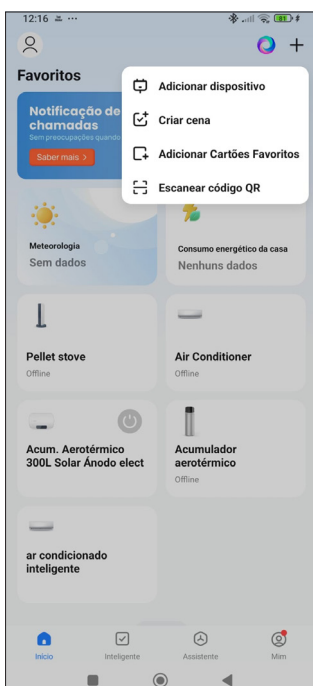 12:16
81
Favoritos
Adicionar dispositivo
Criar cena
Adicionar Cartões Favoritos
Escanear código QR
Notificação de
chamadas
Sem preocupações quando
Saber mais >
Meteorologia
Sem dados
Consumo energético da casa
Nenhuns dados
Pellet stove
Offline
Air Conditioner
Offline
Acum. Aerotérmico
300L Solar Ánodo elect
Acumulador
aerotérmico
Offline
ar condicionado
inteligente
Início
Inteligente
Assistente
Mim